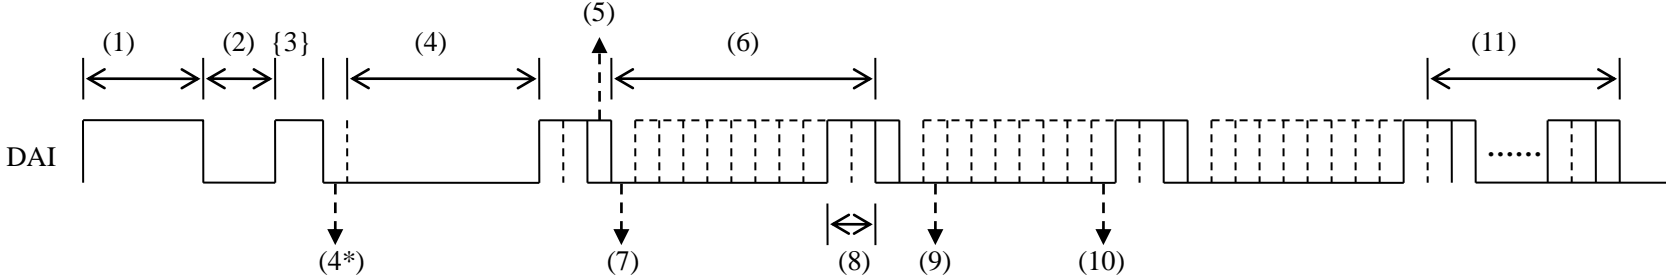 (5)
(1) (2) {3} (4) (6) (11)
DAI ......
(4*) (7) (8) (9) (10)